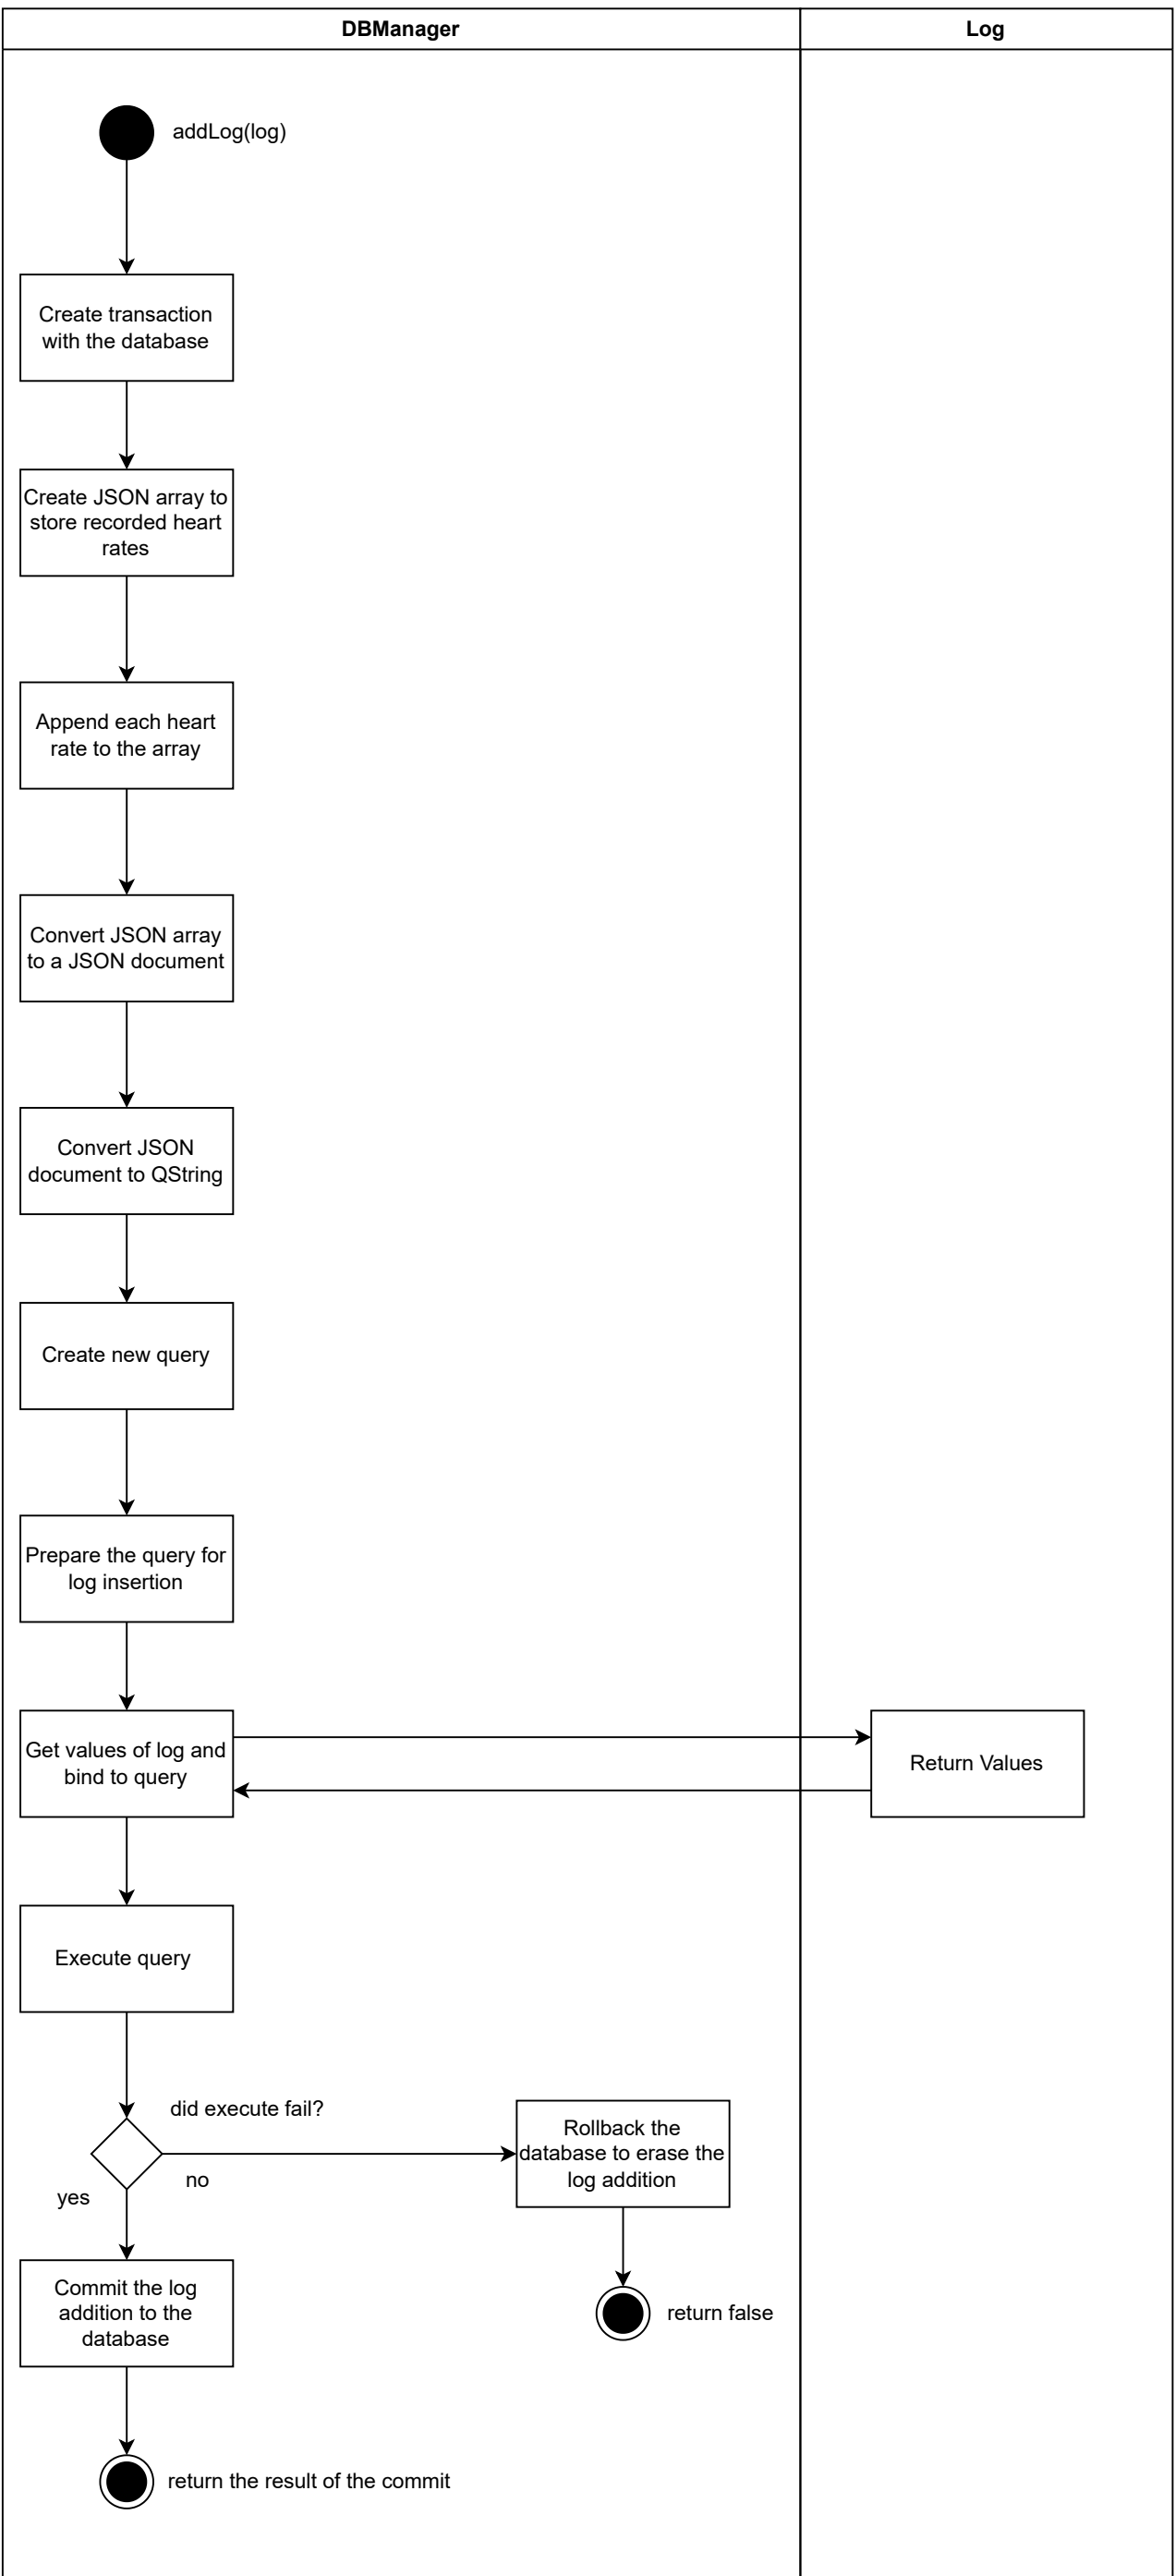 DBManager
Log
addLog(log)
Create transaction
with the database
Create JSON array to
store recorded heart
rates
Append each heart
rate to the array
Convert JSON array
to a JSON document
Convert JSON
document to QString
Create new query
Prepare the query for
log insertion
Get values of log and
bind to query
Return Values
Execute query
did execute fail?
Rollback the
database to erase the
log addition
no
yes
Commit the log
addition to the
database
return false
return the result of the commit